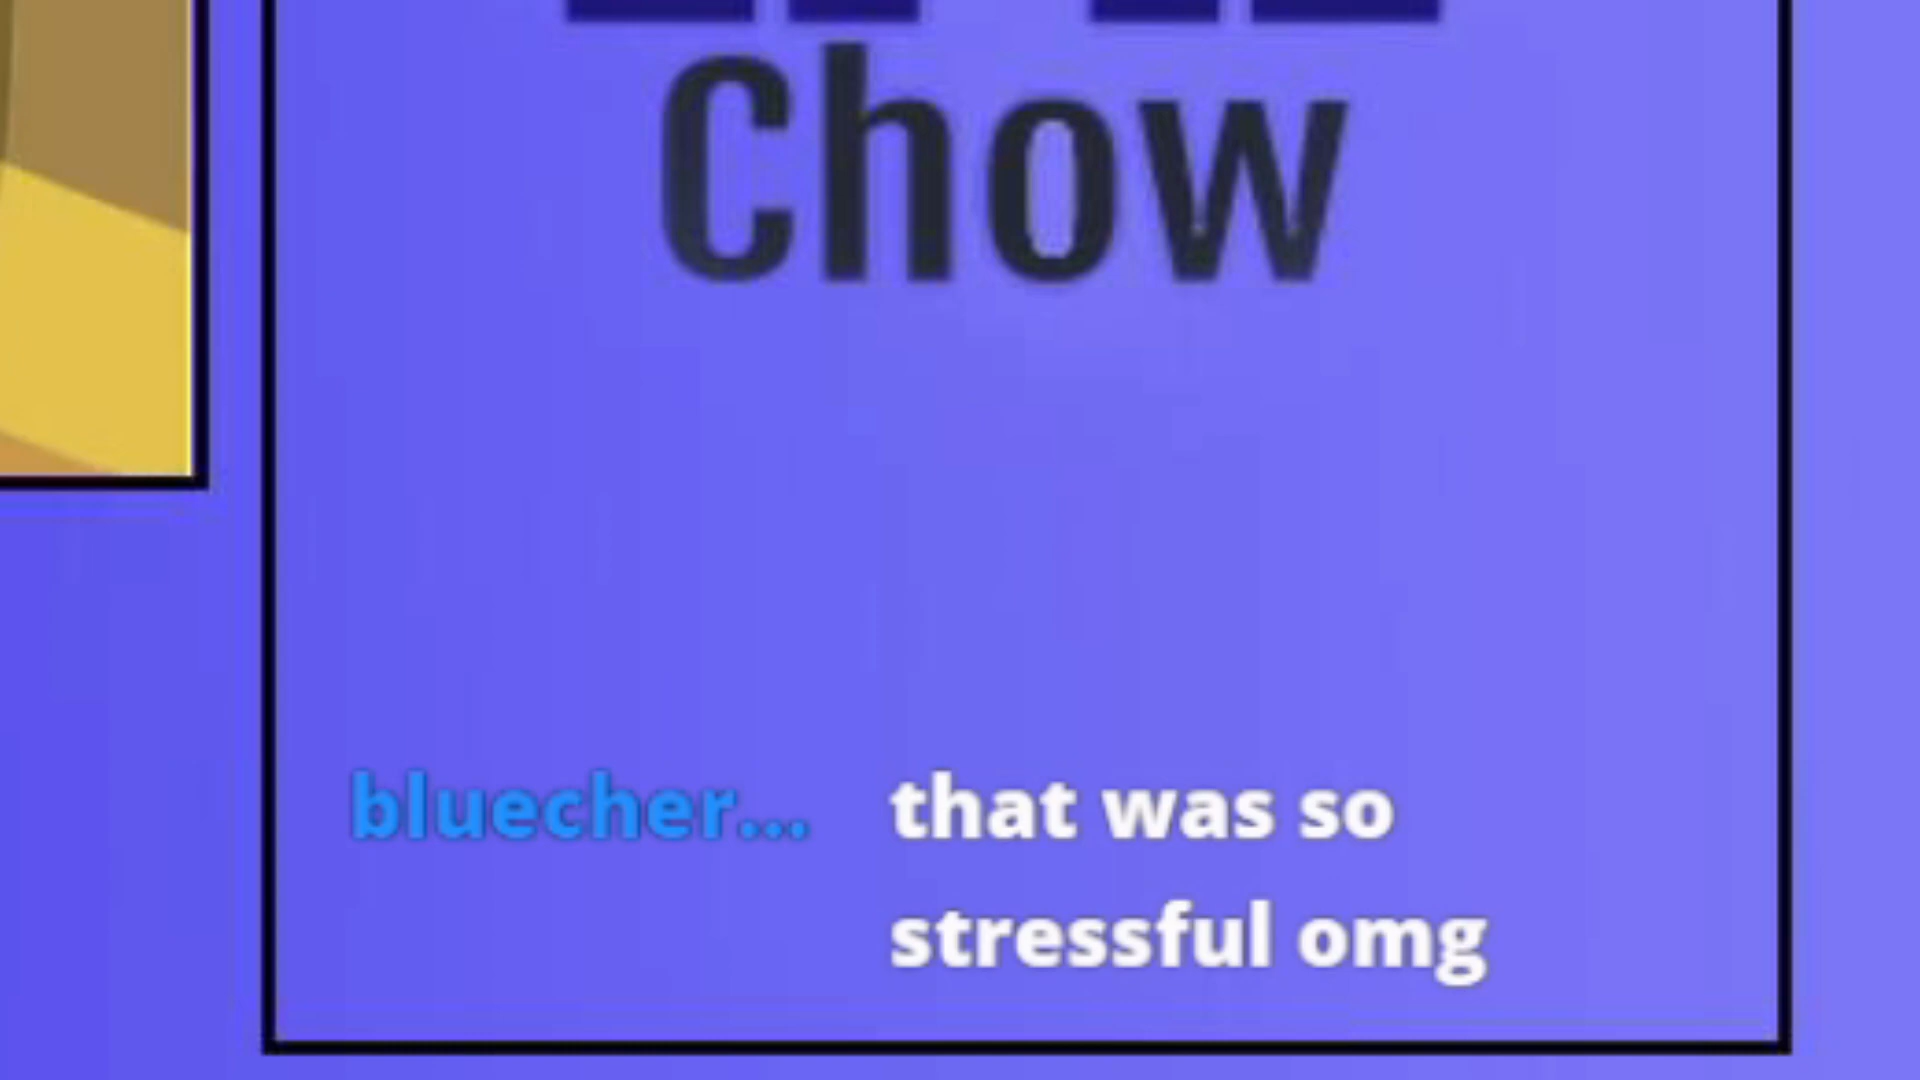 Chow
bluecher... that was so
stressful omg